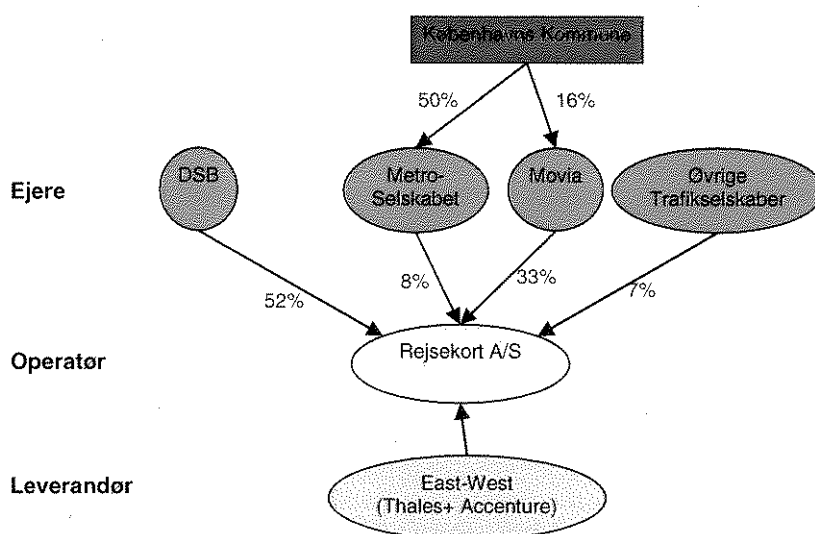 Københavns Kommune
50%
16%
Ejere
DSB
Metro-
Selskabet
Movia
Øvrige
Trafikselskaber
52%
8%
33%
7%
Operatør
Rejsekort A/S
Leverandør
East-West
(Thales+ Accenture)